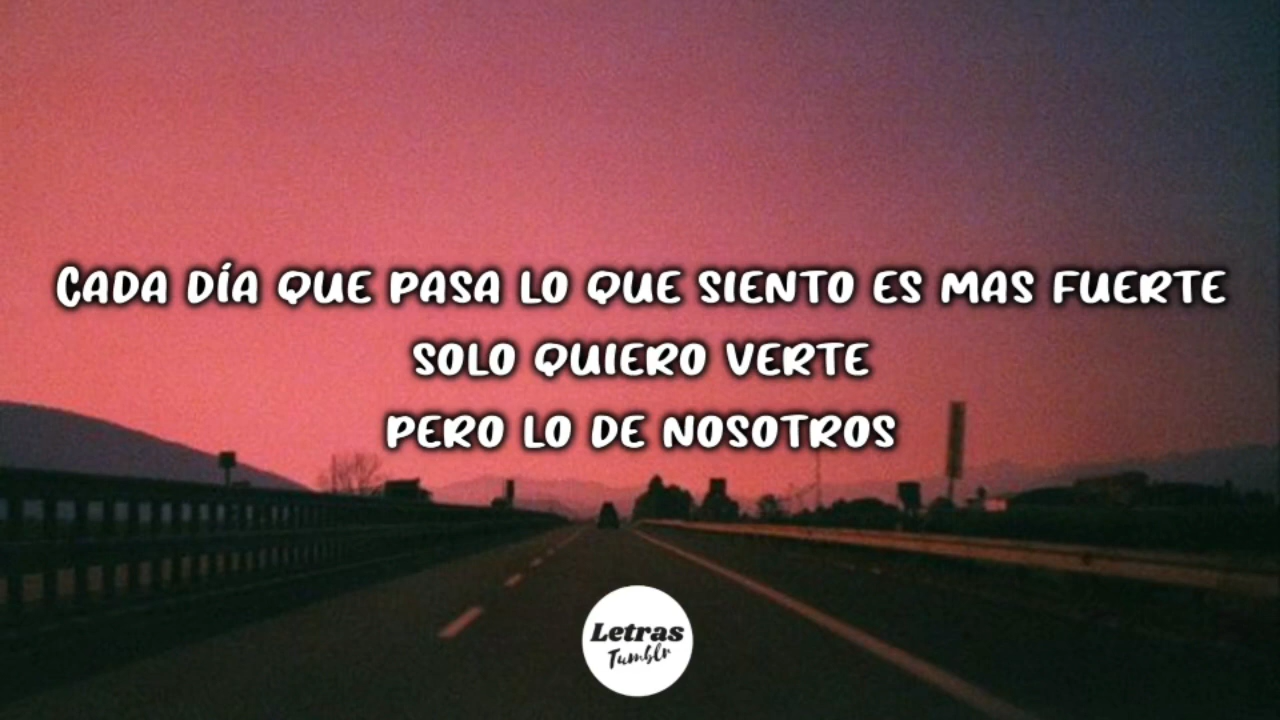 Cada día que pasa lo que siento es mas fuerte
solo quiero verte
pero lo de nosotros
Letras
Tumblr